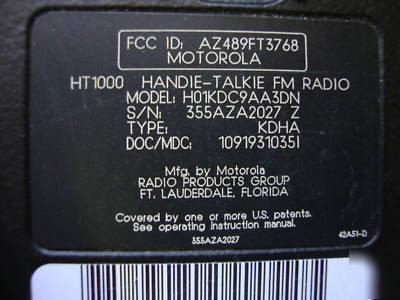 FCC ID: AZ489FT3768
MOTOROLA
HT1000 HANDIE-TALKIE FM RADIO
MODEL: H01KDC9AA3DN
S/N: 355AZA2027 Z
TYPE: KDHA
DOC/MDC: 109193I035I
Mfg. by Motorola
RADIO PRODUCTS GROUP
FT. LAUDERDALE, FLORIDA
Covered by one or more U.S. patents.
See operating instruction manual.
355AZA2027
42A51-D